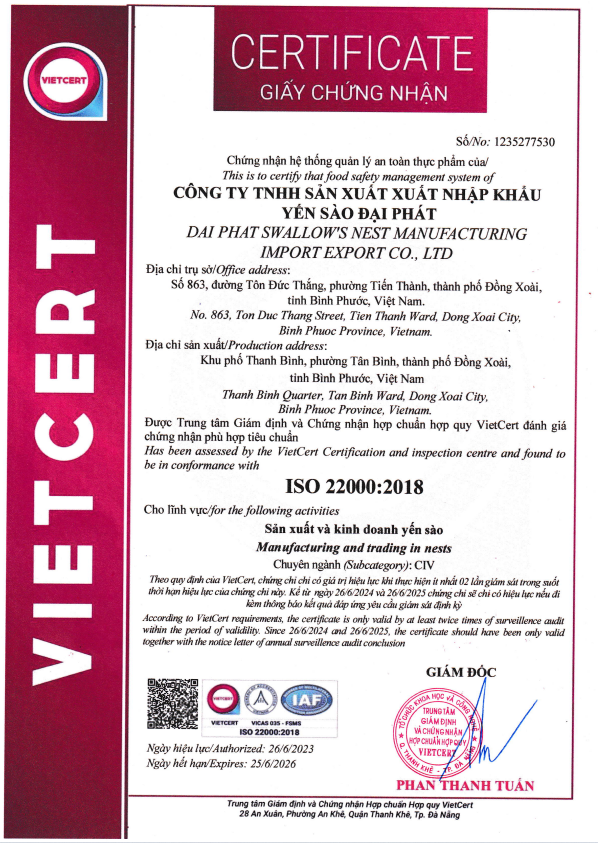 VIETCERT
VIETCERT
CERTIFICATE
GIẤY CHỨNG NHẬN
Số/No: 1235277530
Chứng nhận hệ thống quản lý an toàn thực phẩm của/
This is to certify that food safety management system of
CÔNG TY TNHH SẢN XUẤT XUẤT NHẬP KHẨU
YẾN SÀO ĐẠI PHÁT
DAI PHAT SWALLOW'S NEST MANUFACTURING
IMPORT EXPORT CO., LTD
Địa chỉ trụ sở/Office address:
Số 863, đường Tôn Đức Thắng, phường Tiến Thành, thành phố Đồng Xoài,
tỉnh Bình Phước, Việt Nam.
No. 863, Ton Duc Thang Street, Tien Thanh Ward, Dong Xoai City,
Binh Phuoc Province, Vietnam.
Địa chỉ sản xuất/Production address:
Khu phố Thanh Bình, phường Tân Bình, thành phố Đồng Xoài,
tỉnh Bình Phước, Việt Nam
Thanh Binh Quarter, Tan Binh Ward, Dong Xoai City,
Binh Phuoc Province, Vietnam.
Được Trung tâm Giám định và Chứng nhận hợp chuẩn hợp quy VietCert đánh giá
chứng nhận phù hợp tiêu chuẩn
Has been assessed by the VietCert Certification and inspection centre and found to
be in conformance with
ISO 22000:2018
Cho lĩnh vực/for the following activities
Sản xuất và kinh doanh yến sào
Manufacturing and trading in nests
Chuyên ngành (Subcategory): CIV
Theo quy định của VietCert, chứng chỉ chỉ có giá trị hiệu lực khi thực hiện ít nhất 02 lần giám sát trong suốt
thời hạn hiệu lực của chứng chỉ này. Kể từ ngày 26/6/2024 và 26/6/2025 chứng chỉ sẽ chỉ có hiệu lực nếu đi
kèm thông báo kết quả đáp ứng yêu cầu giám sát định kỳ
According to VietCert requirements, the certificate is only valid by at least twice times of surveillence audit
within the period of validility. Since 26/6/2024 and 26/6/2025, the certificate should have been only valid
together with the notice letter of annual surveillance audit conclusion
GIÁM ĐỐC
VIETCERT
IAF
VIETCERT VICAS 035 - FSMS
ISO 22000:2018
TỔ CHỨC KHOA HỌC VÀ CÔNG NGHỆ
TRUNG TÂM
GIÁM ĐỊNH
VÀ CHỨNG NHẬN
HỢP CHUẨN HỢP QUY
VIETCERT
Q. THANH KHÊ - TP. ĐÀ NẴNG
Ngày hiệu lực/Authorized: 26/6/2023
Ngày hết hạn/Expires: 25/6/2026
PHAN THANH TUẤN
Trung tâm Giám định và Chứng nhận Hợp chuẩn Hợp quy VietCert
28 An Xuân, Phường An Khê, Quận Thanh Khê, Tp. Đà Nẵng